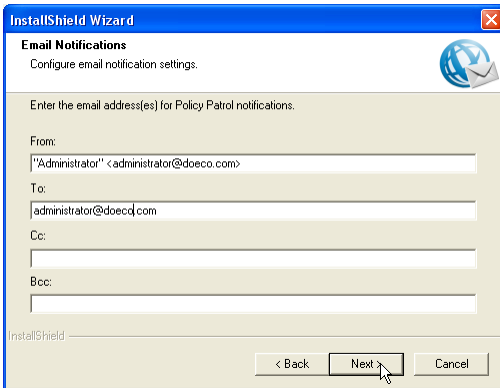 InstallShield Wizard
Email Notifications
Configure email notification settings.
Enter the email address(es) for Policy Patrol notifications.
From:
"Administrator" <administrator@doeco.com>
To:
administrator@doeco.com
Cc:
Bcc:
InstallShield
< Back
Next >
Cancel